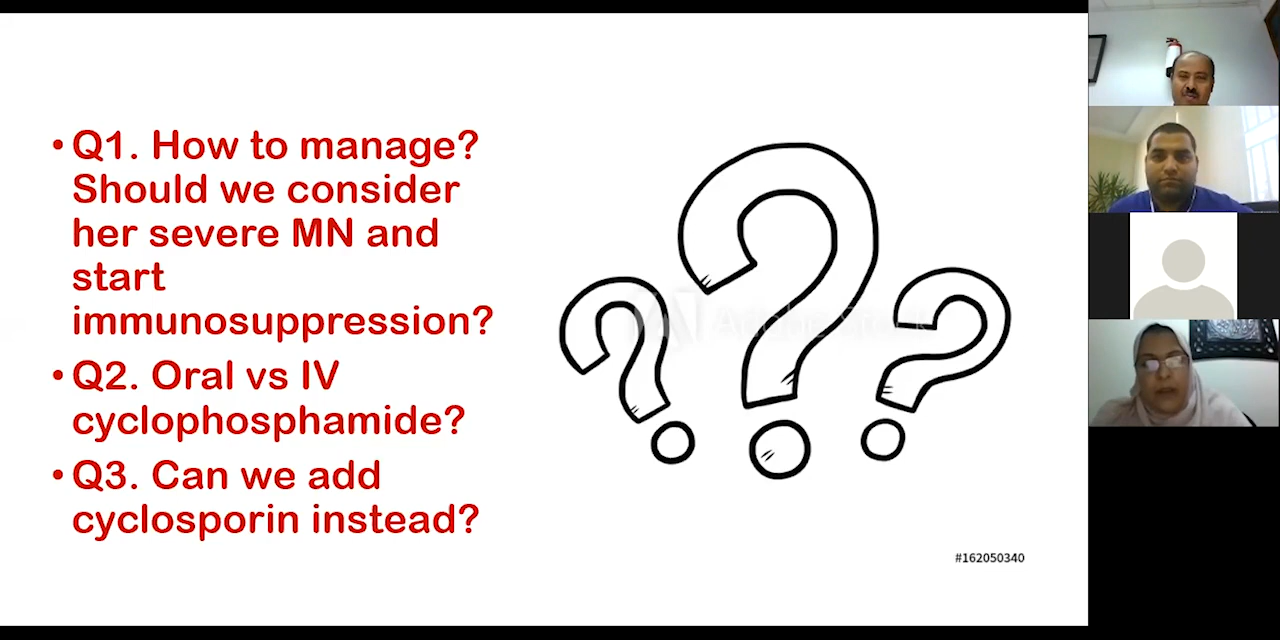 • Q1. How to manage?
Should we consider
her severe MN and
start
immunosuppression?
• Q2. Oral vs IV
cyclophosphamide?
• Q3. Can we add
cyclosporin instead?
#162050340